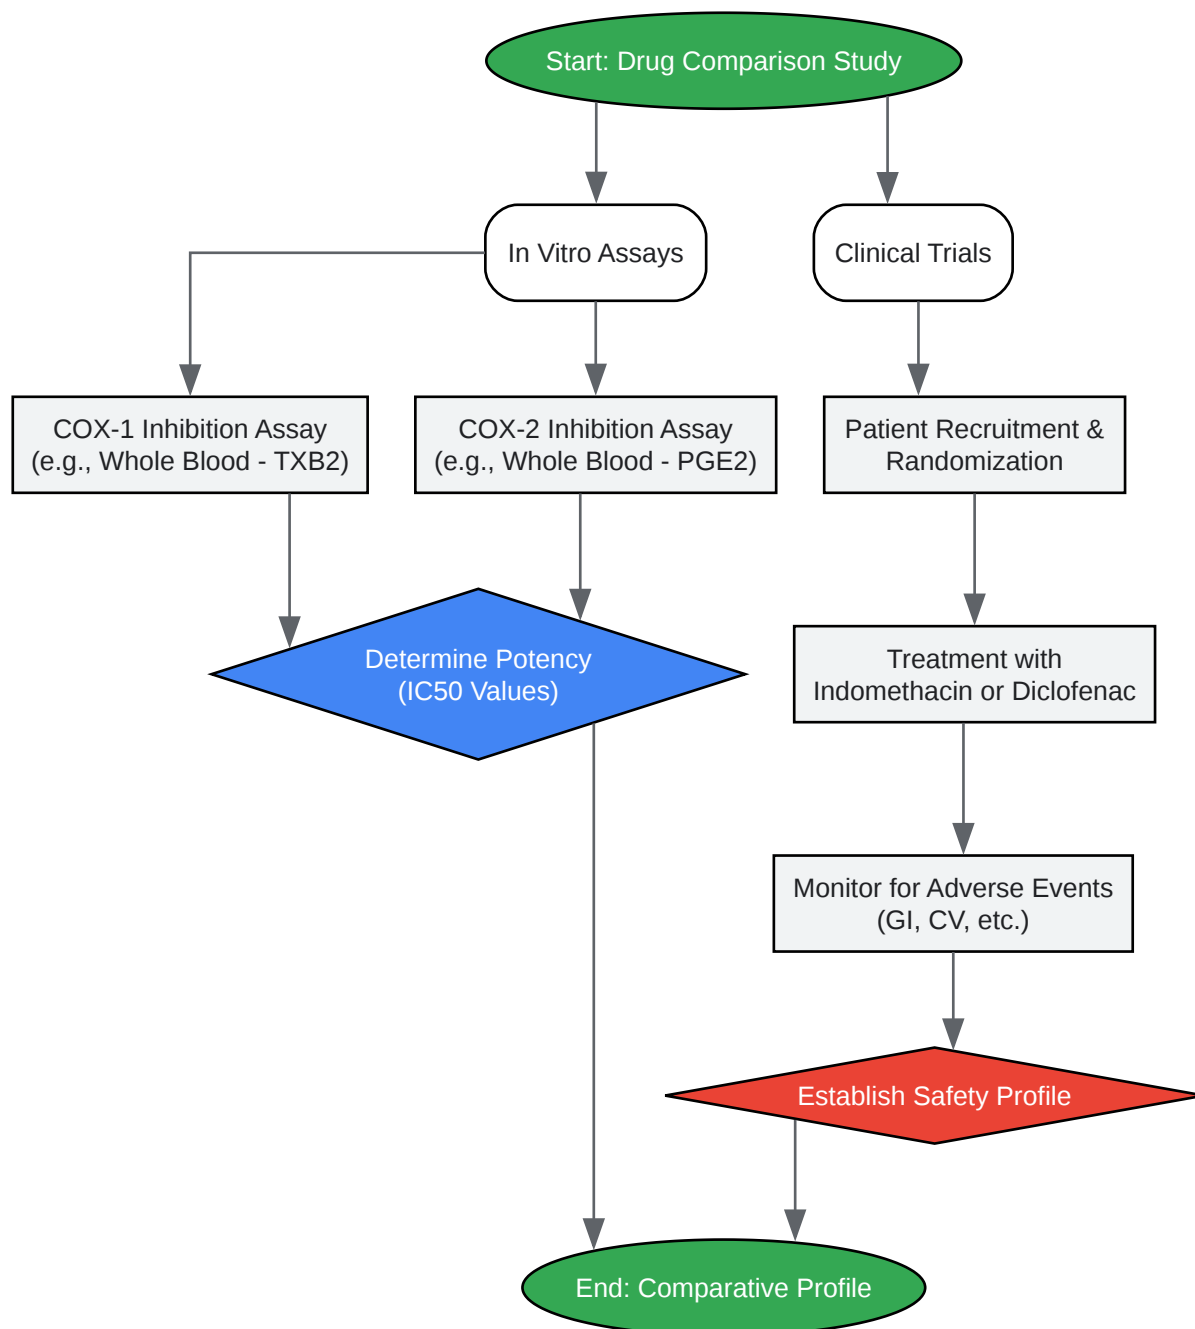 Start: Drug Comparison Study
In Vitro Assays
Clinical Trials
COX-1 Inhibition Assay
(e.g., Whole Blood - TXB2)
COX-2 Inhibition Assay
(e.g., Whole Blood - PGE2)
Patient Recruitment &
Randomization
Determine Potency
(IC50 Values)
Treatment with
Indomethacin or Diclofenac
Monitor for Adverse Events
(GI, CV, etc.)
Establish Safety Profile
End: Comparative Profile